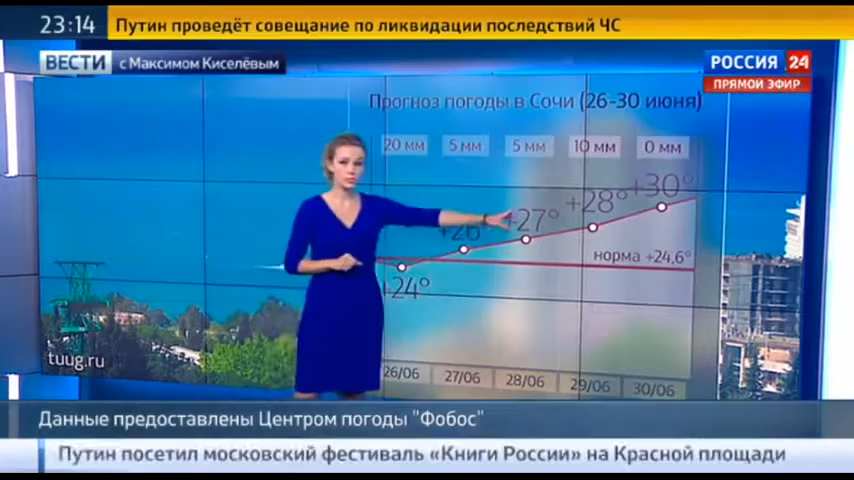 23:14
Путин проведёт совещание по ликвидации последствий ЧС
ВЕСТИ с Максимом Киселёвым
РОССИЯ 24
ПРЯМОЙ ЭФИР
Прогноз погоды в Сочи (26-30 июня)
20 мм 5 мм 5 мм 10 мм 0 мм
+24° +26° +27° +28° +30°
норма +24,6°
tuug.ru
26/06 27/06 28/06 29/06 30/06
Данные предоставлены Центром погоды "Фобос"
Путин посетил московский фестиваль «Книги России» на Красной площади